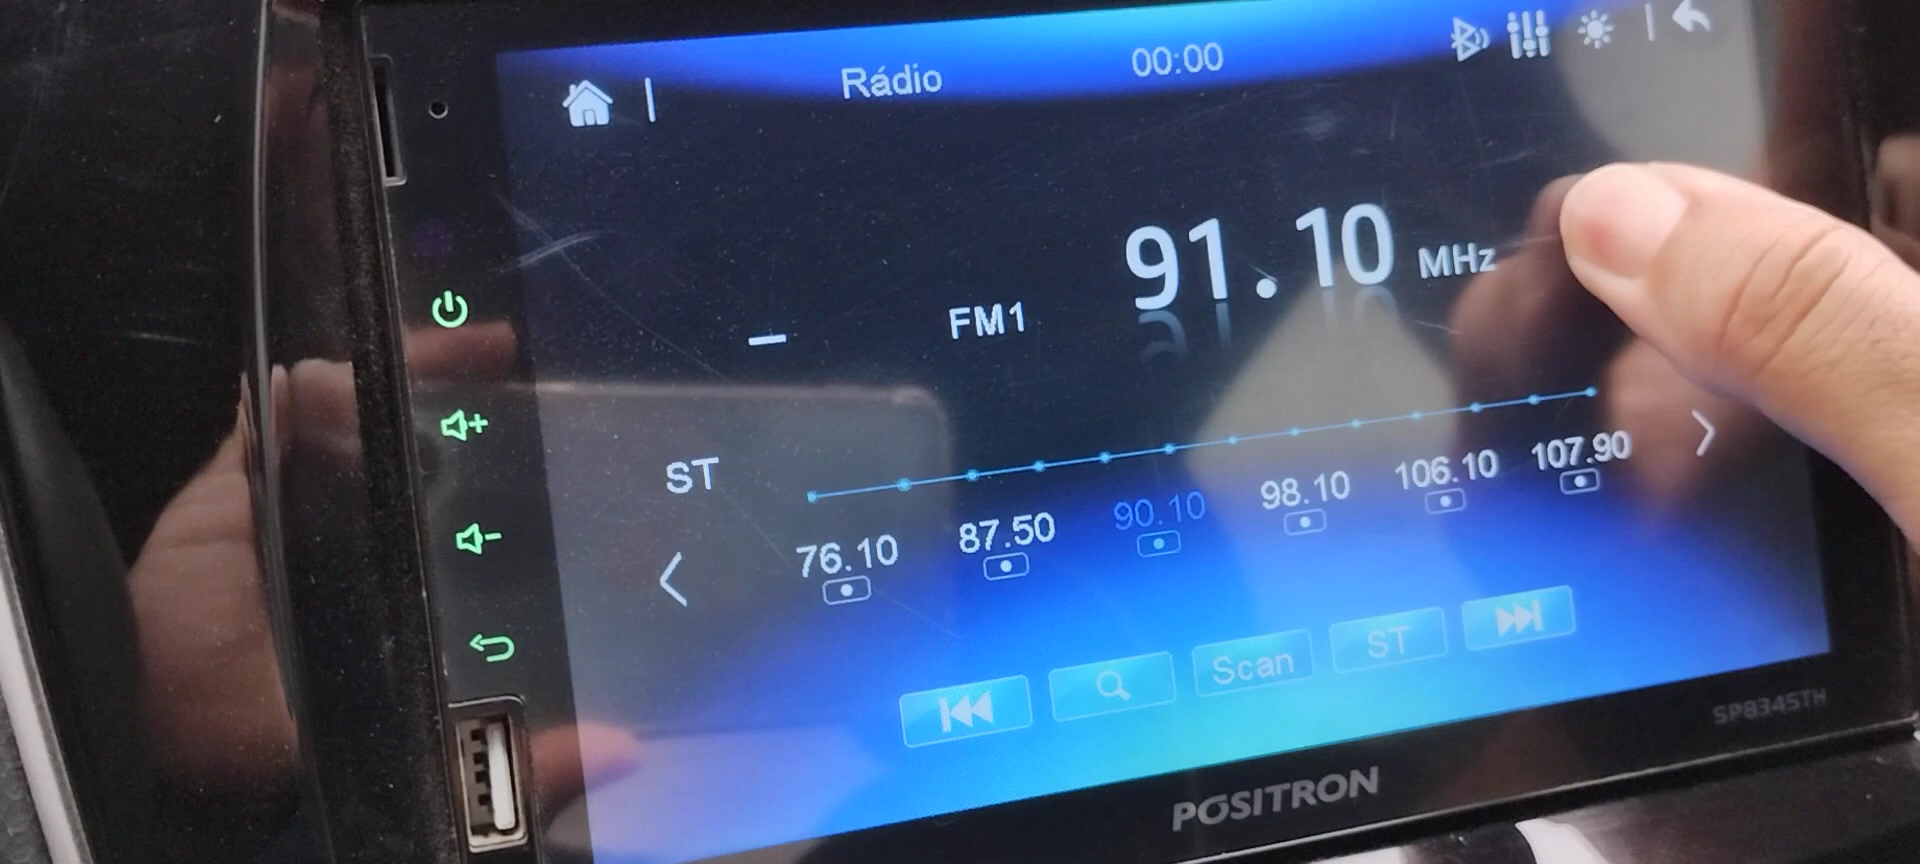 Rádio 00:00
FM1 91.10 MHz
ST
76.10 87.50 90.10 98.10 106.10 107.90
Scan ST
SP8345TH
POSITRON